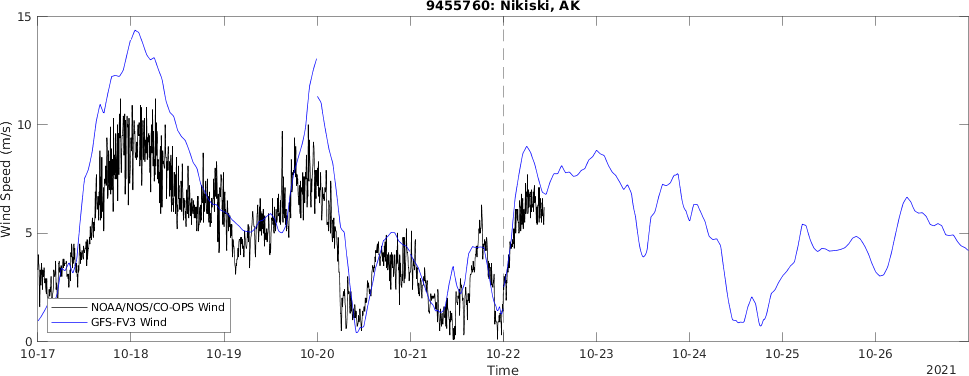 9455760: Nikiski, AK
15
10
5
0
Wind Speed (m/s)
NOAA/NOS/CO-OPS Wind
GFS-FV3 Wind
10-17 10-18 10-19 10-20 10-21 10-22 10-23 10-24 10-25 10-26
Time
2021